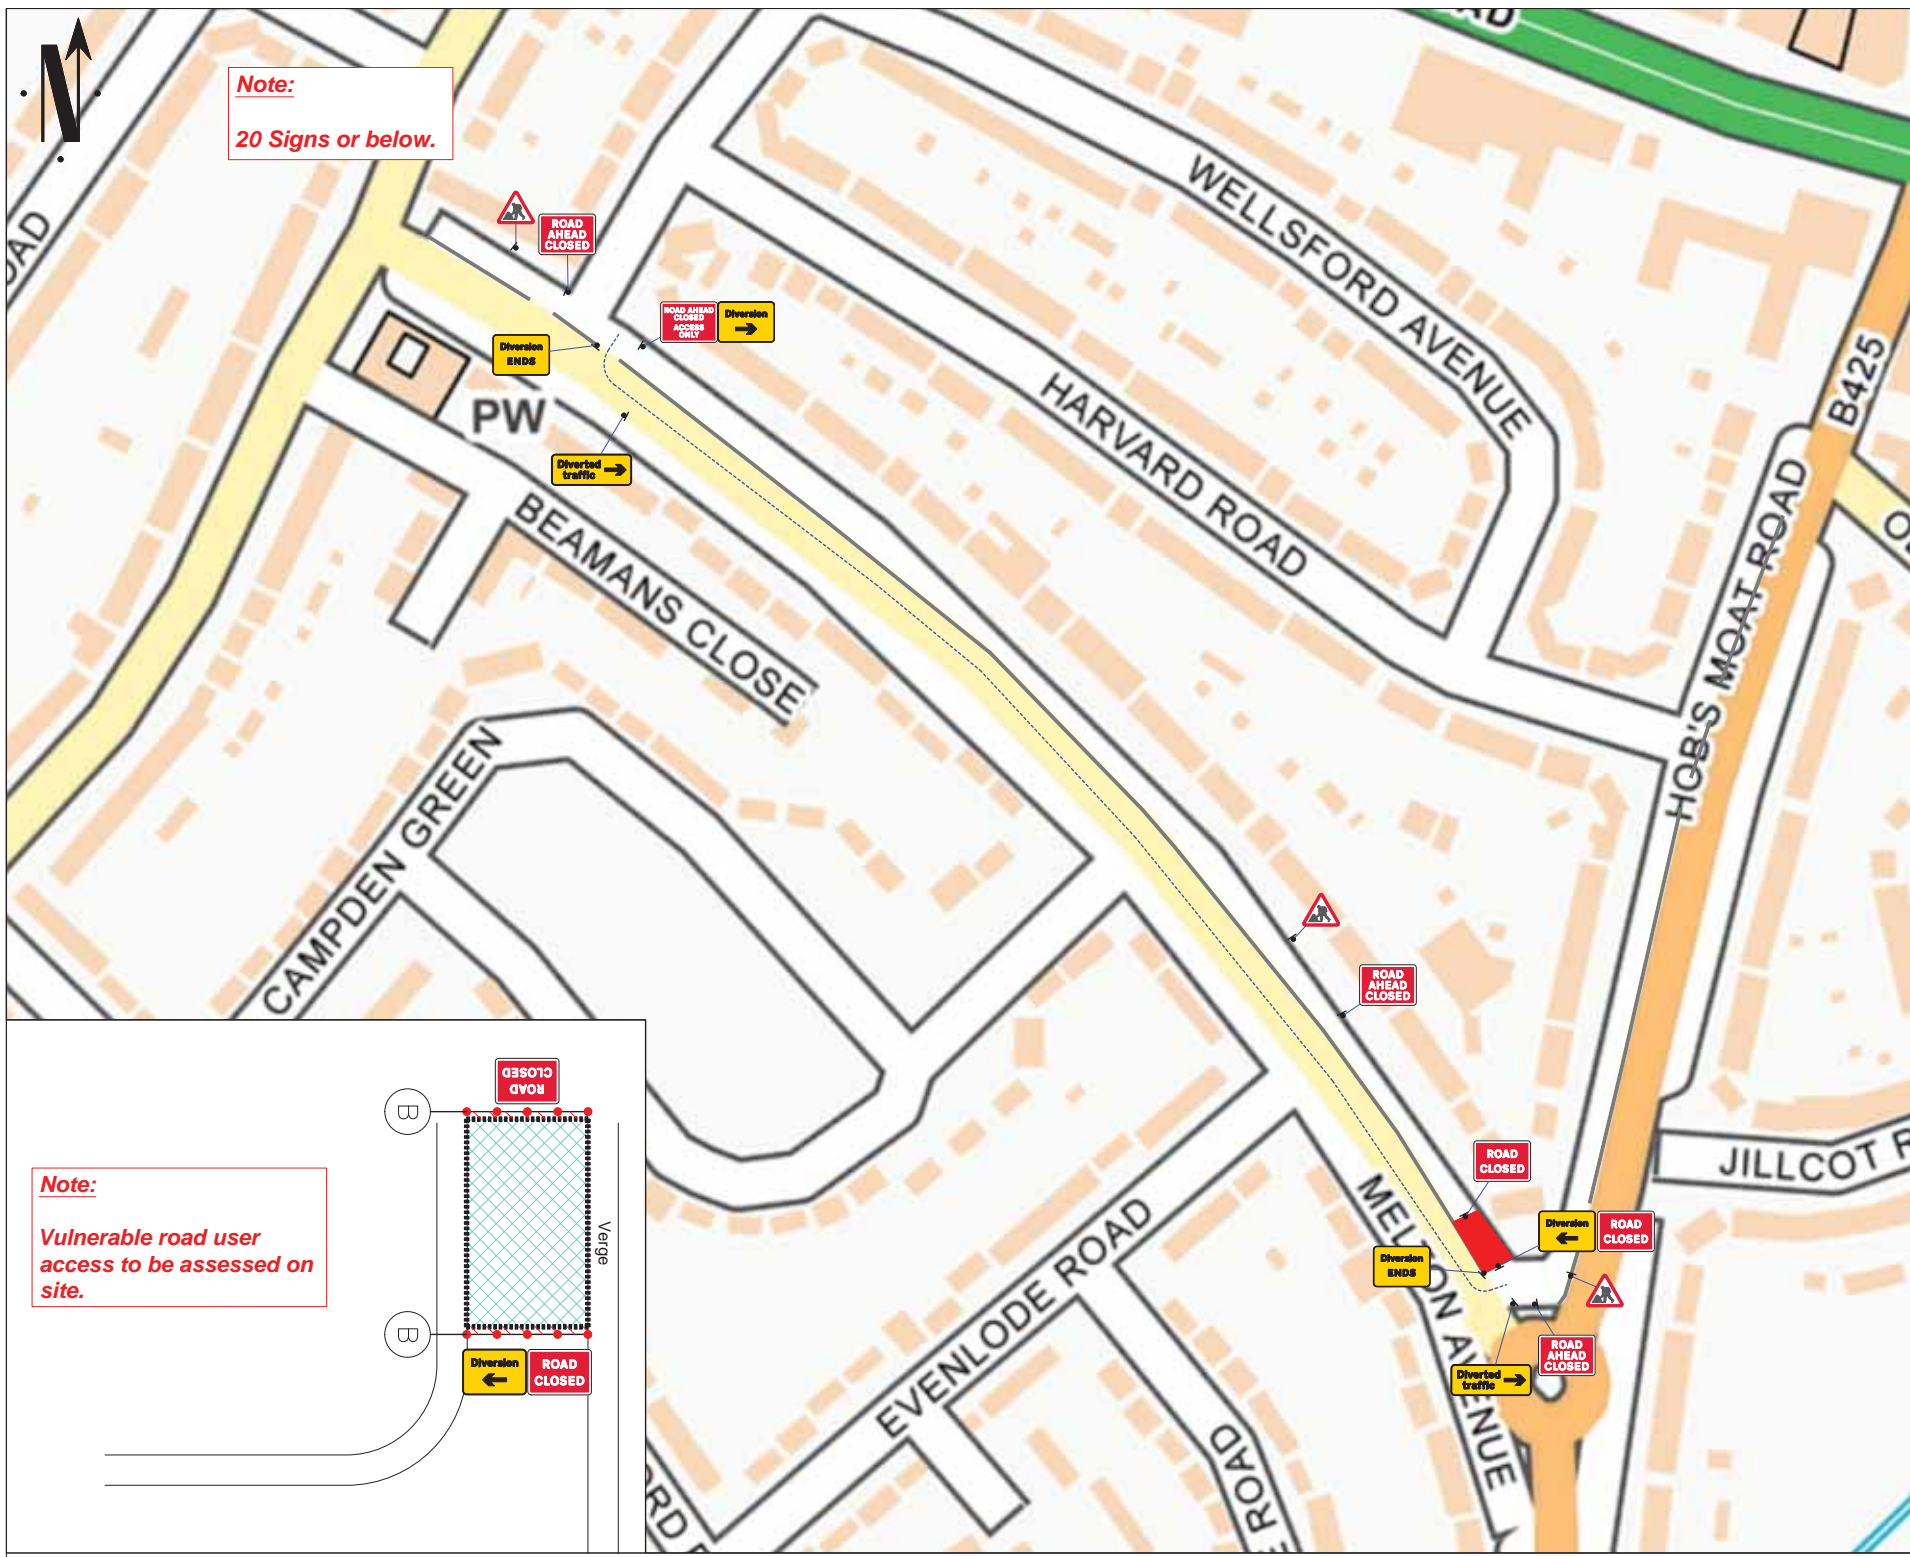 N
Note:
20 Signs or below.
ROAD
AHEAD
CLOSED
ROAD AHEAD
CLOSED
ACCESS
ONLY
Diversion
Diversion
ENDS
Diverted
traffic
PW
WELLSFORD AVENUE
HARVARD ROAD
BEAMANS CLOSE
CAMPDEN GREEN
HOB'S MOAT ROAD
B425
ROAD
AHEAD
CLOSED
ROAD
CLOSED
Diversion
ROAD
CLOSED
Diversion
ENDS
ROAD
AHEAD
CLOSED
Diverted
traffic
MELTON AVENUE
EVENLODE ROAD
JILLCOT R
E ROAD
ROAD
CLOSED
B
B
Verge
Diversion
ROAD
CLOSED
Note:
Vulnerable road user
access to be assessed on
site.